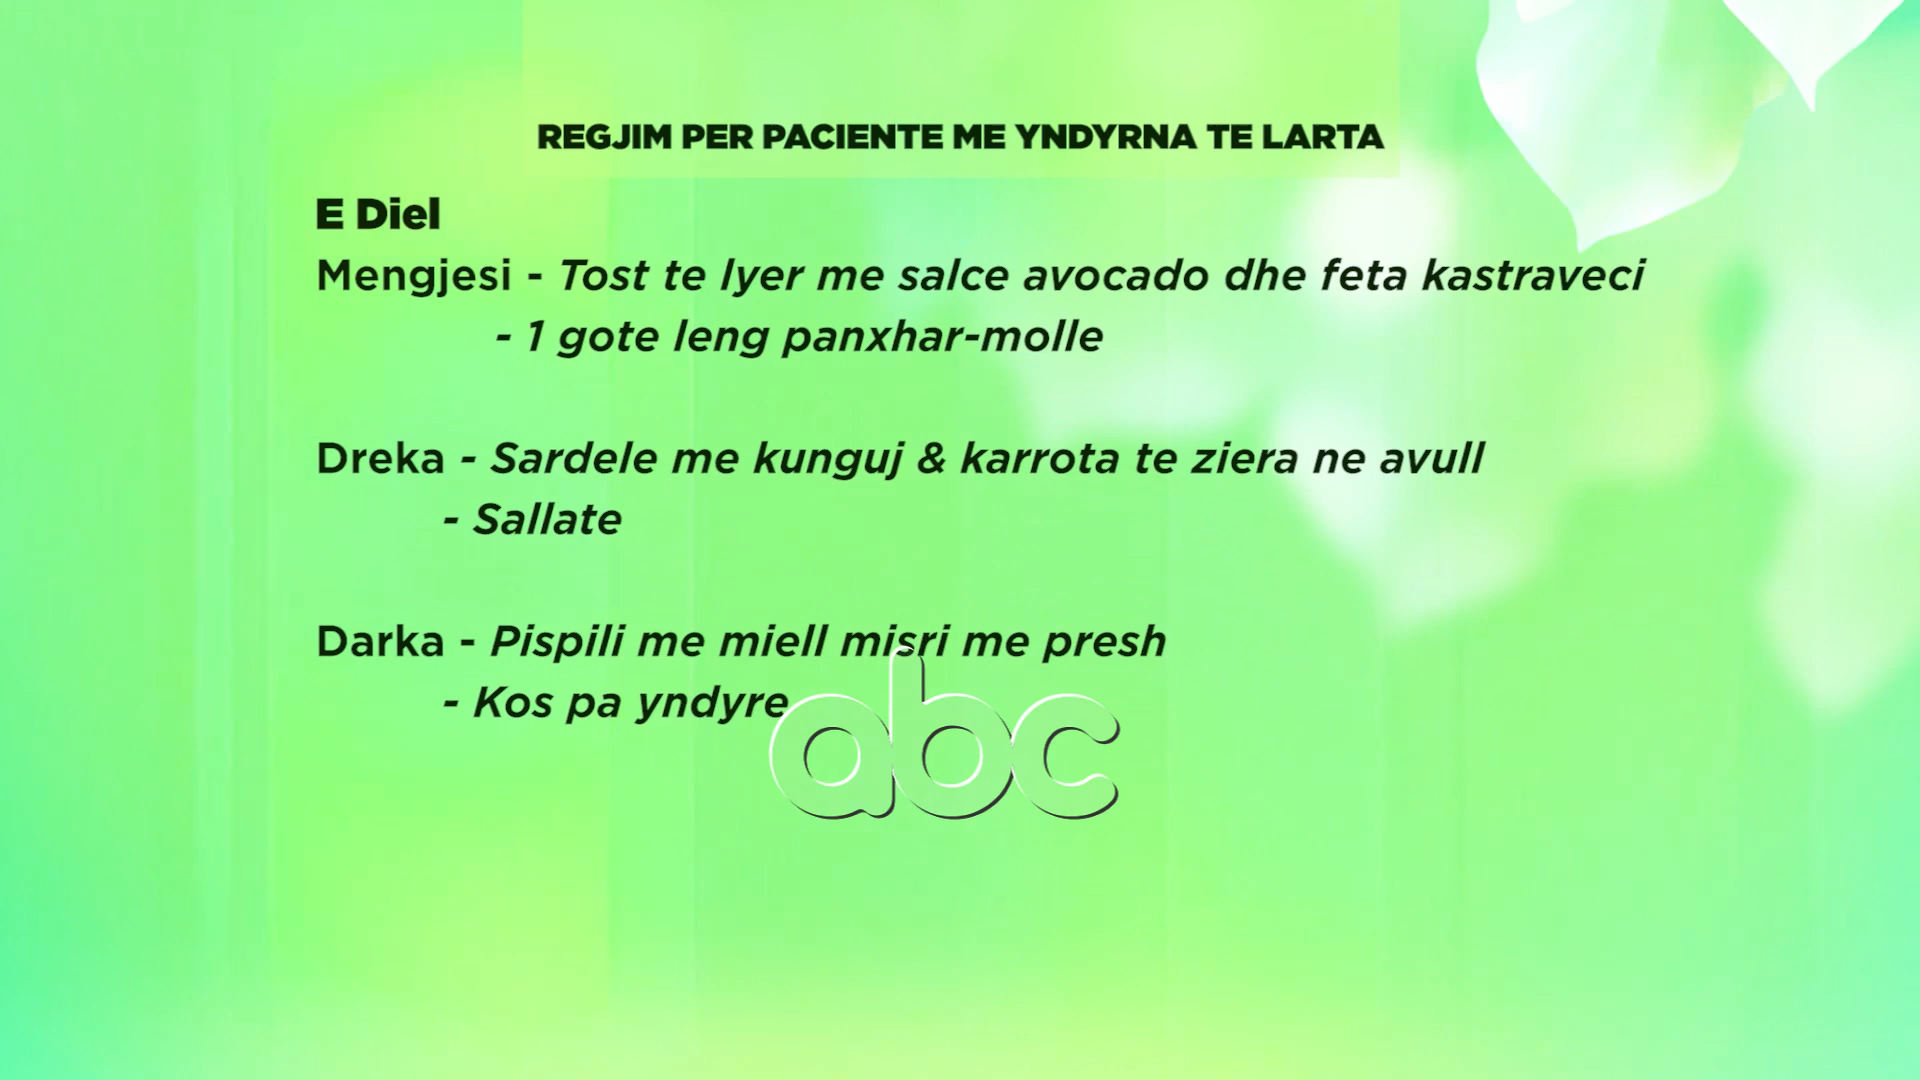 REGJIM PER PACIENTE ME YNDYRNA TE LARTA
E Diel
Mengjesi - Tost te lyer me salce avocado dhe feta kastraveci
- 1 gote leng panxhar-molle
Dreka - Sardele me kunguj & karrota te ziera ne avull
- Sallate
Darka - Pispili me miell misri me presh
- Kos pa yndyre
abc